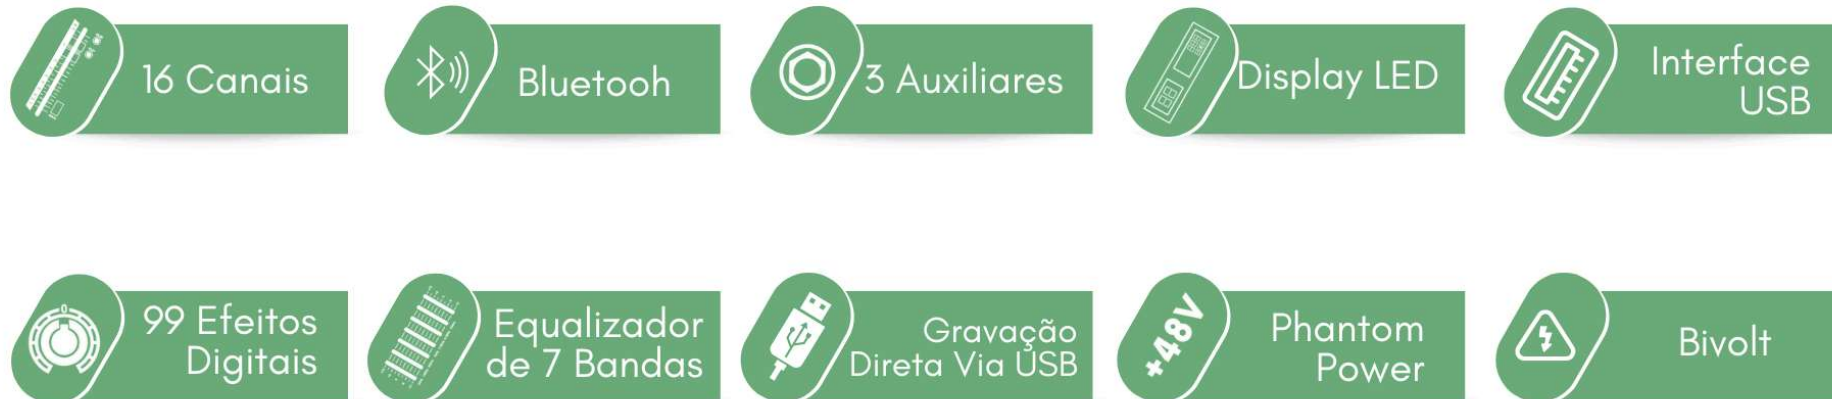 16 Canais
Bluetooh
3 Auxiliares
Display LED
Interface
USB
99 Efeitos
Digitais
Equalizador
de 7 Bandas
Gravação
Direta Via USB
+48V
Phantom
Power
Bivolt